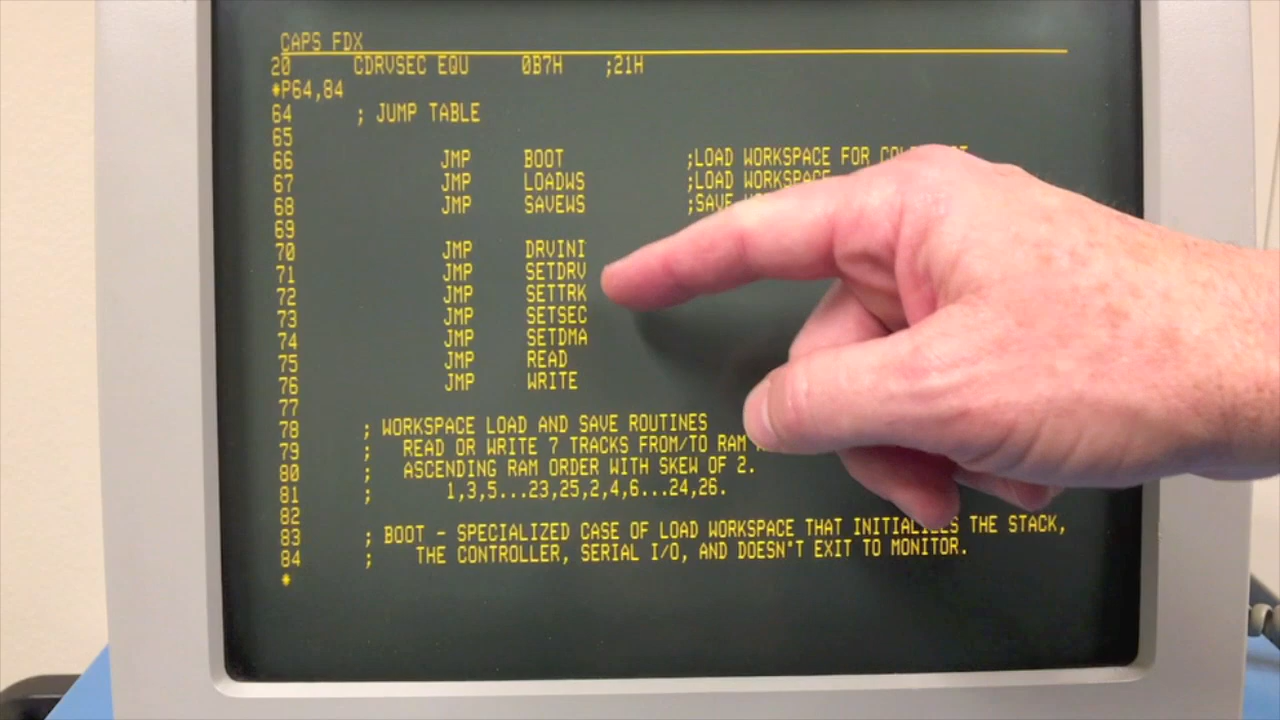 CAPS FDX
20 CDRVSEC EQU 0B7H ;21H
*P64,84
64 ; JUMP TABLE
65
66 JMP BOOT ;LOAD WORKSPACE FOR
67 JMP LOADWS ;LOAD WORKSPACE
68 JMP SAVEWS ;SAVE
69
70 JMP DRVINI
71 JMP SETDRV
72 JMP SETTRK
73 JMP SETSEC
74 JMP SETDMA
75 JMP READ
76 JMP WRITE
77
78 ; WORKSPACE LOAD AND SAVE ROUTINES
79 ; READ OR WRITE 7 TRACKS FROM/TO RAM
80 ; ASCENDING RAM ORDER WITH SKEW OF 2.
81 ; 1,3,5...23,25,2,4,6...24,26.
82
83 ; BOOT - SPECIALIZED CASE OF LOAD WORKSPACE THAT INITIALIZES THE STACK,
84 ; THE CONTROLLER, SERIAL I/O, AND DOESN'T EXIT TO MONITOR.
*